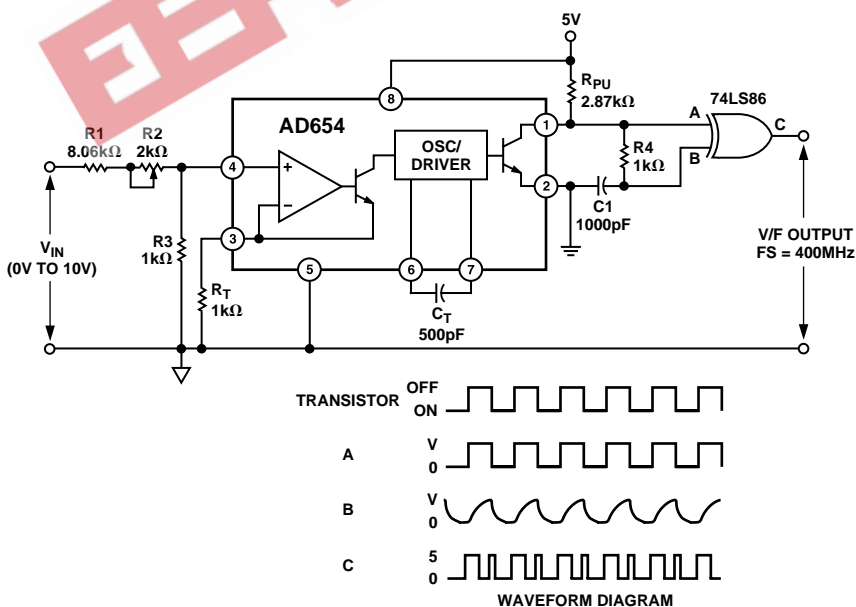 5V
RPU
2.87kΩ
74LS86
8
1
A
AD654
R1
8.06kΩ
R2
2kΩ
OSC/
DRIVER
R4
1kΩ
C
B
4
+
–
2
C1
1000pF
3
VIN
(0V TO 10V)
R3
1kΩ
RT
1kΩ
5
6
7
CT
500pF
V/F OUTPUT
FS = 400MHz
TRANSISTOR
OFF
ON
A
V
0
B
V
0
C
5
0
WAVEFORM DIAGRAM